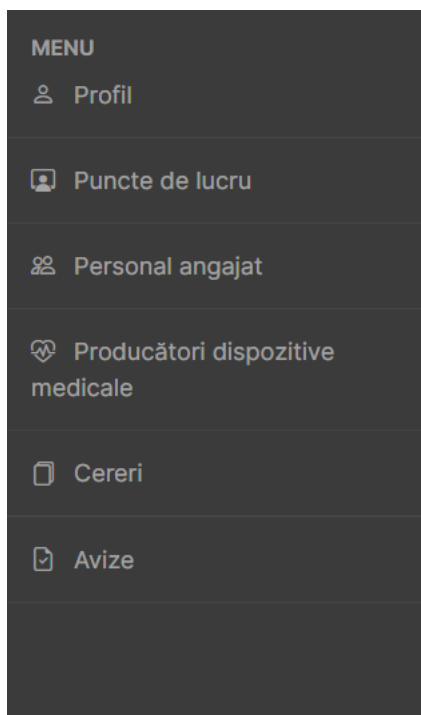 MENU
Profil
Puncte de lucru
Personal angajat
Producători dispozitive
medicale
Cereri
Avize